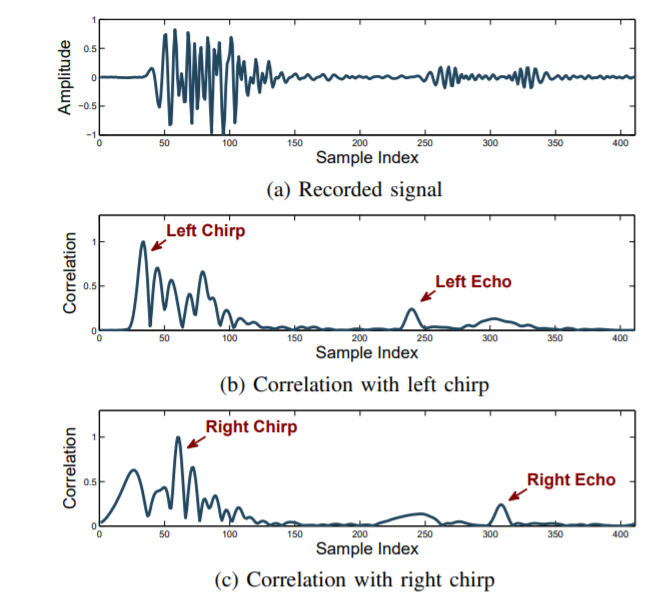 1
0.5
0
−0.5
−1
Amplitude
0 50 100 150 200 250 300 350 400
Sample Index
(a) Recorded signal
1
0.5
0
Correlation
Left Chirp
Left Echo
0 50 100 150 200 250 300 350 400
Sample Index
(b) Correlation with left chirp
1
0.5
0
Correlation
Right Chirp
Right Echo
0 50 100 150 200 250 300 350 400
Sample Index
(c) Correlation with right chirp